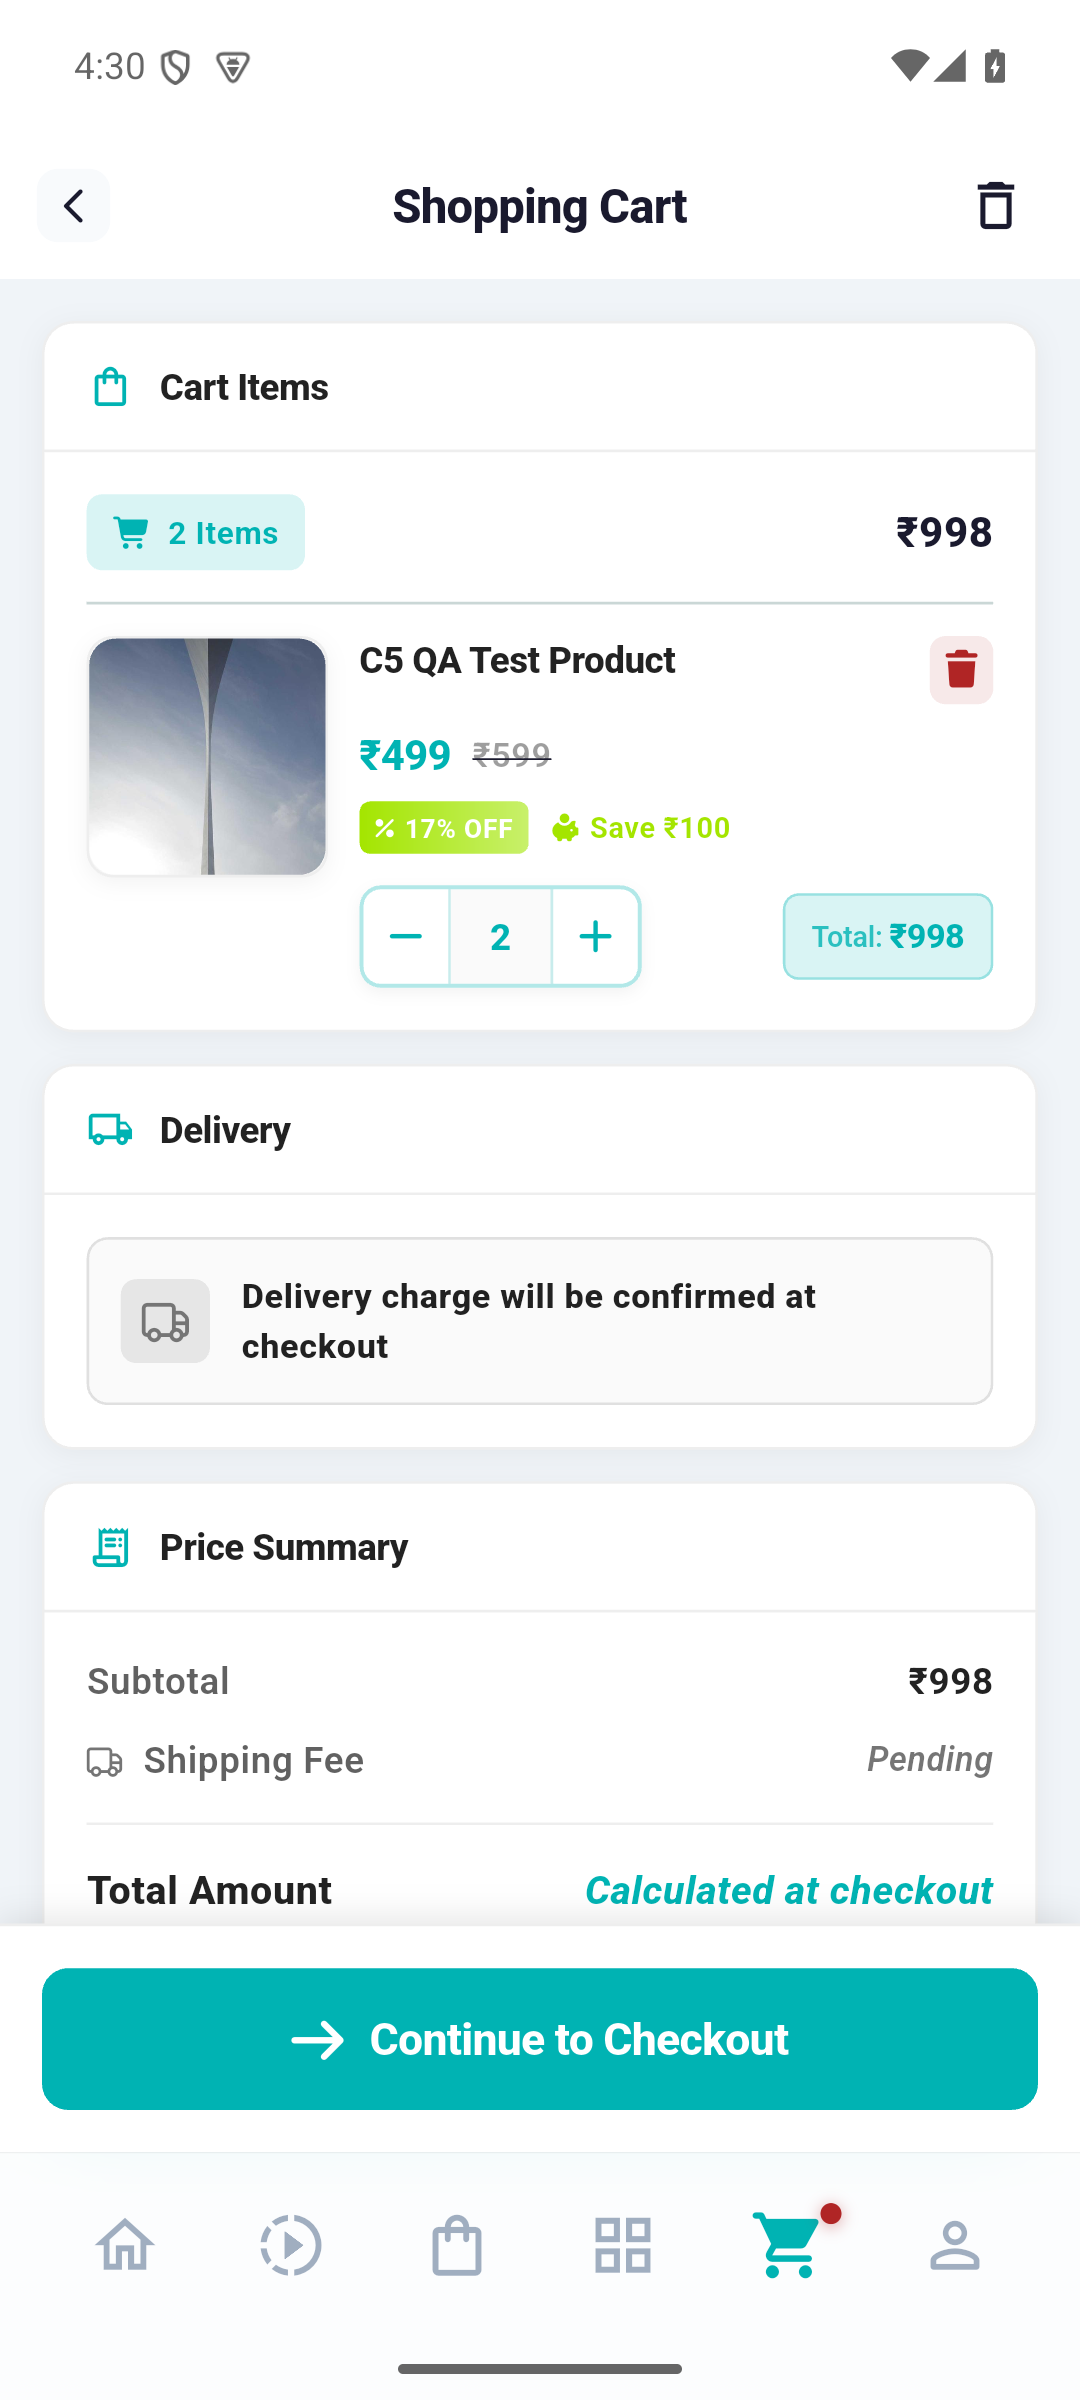 4:30
Shopping Cart
Cart Items
2 Items
₹998
C5 QA Test Product
₹499 ₹599
17% OFF Save ₹100
2
Total: ₹998
Delivery
Delivery charge will be confirmed at
checkout
Price Summary
Subtotal ₹998
Shipping Fee Pending
Total Amount Calculated at checkout
Continue to Checkout